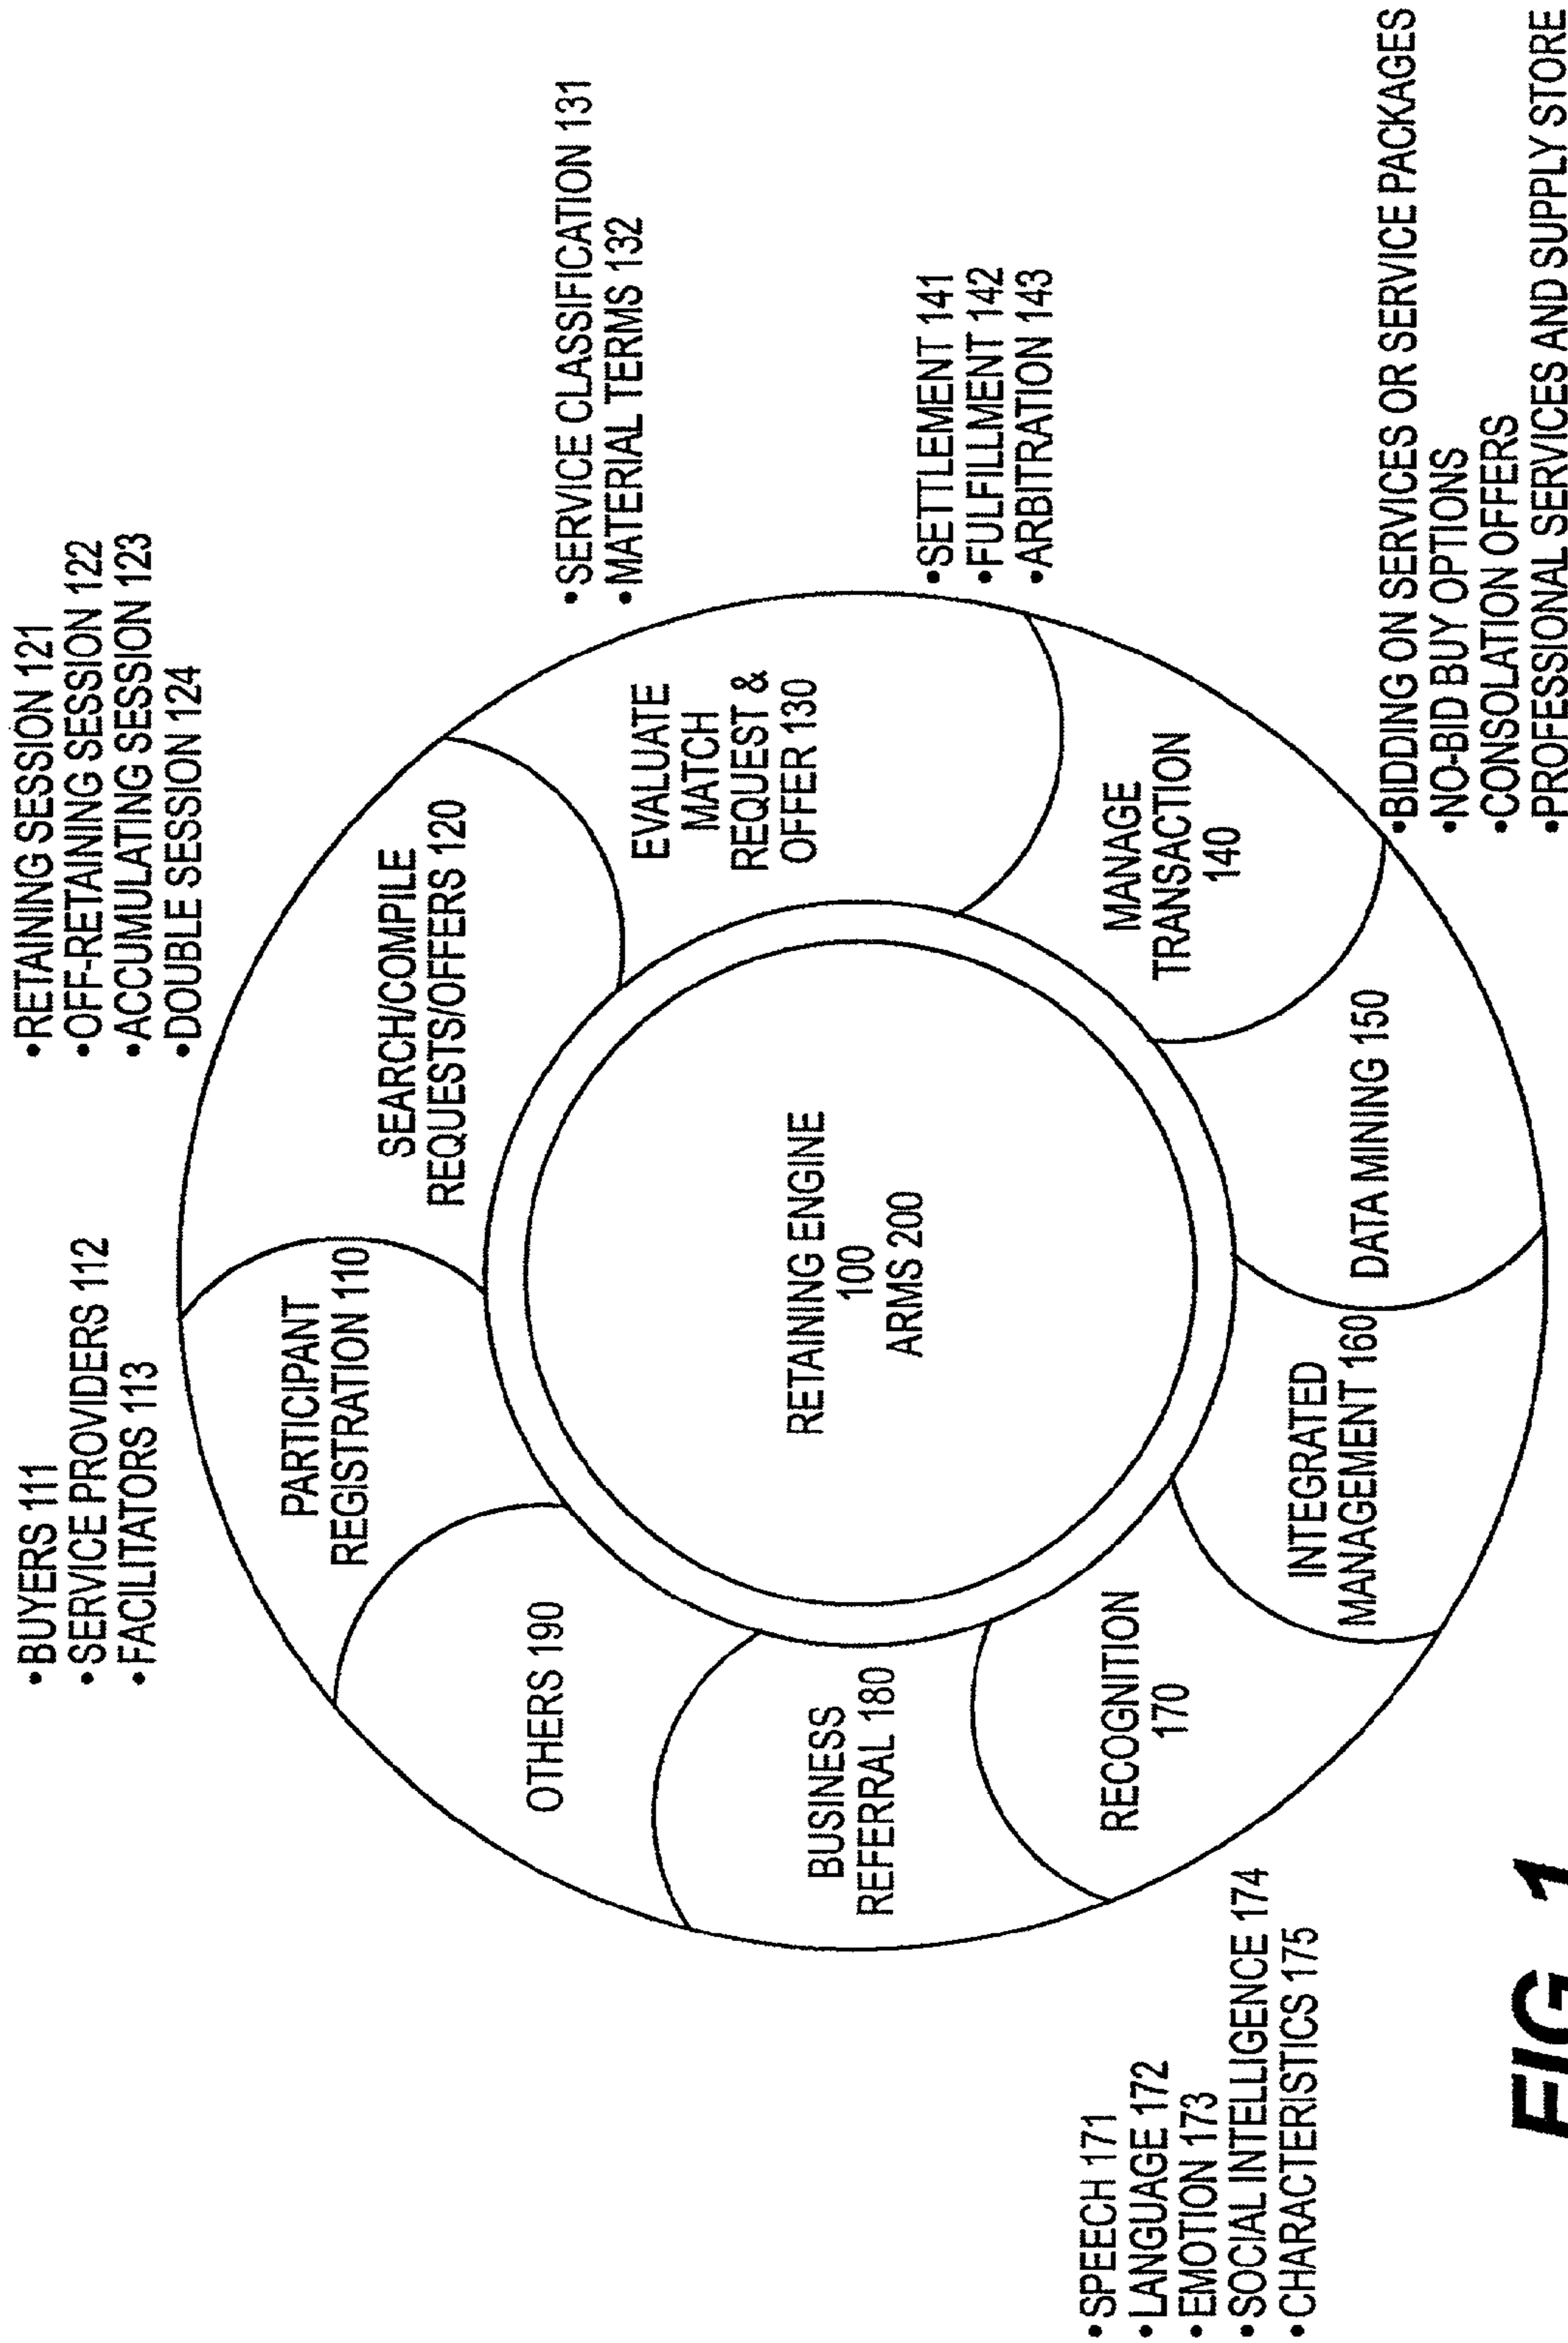 •BUYERS 111
•SERVICE PROVIDERS 112
•FACILITATORS 113
•RETAINING SESSION 121
•OFF-RETAINING SESSION 122
•ACCUMULATING SESSION 123
•DOUBLE SESSION 124
PARTICIPANT
REGISTRATION 110
SEARCH/COMPILE
REQUESTS/OFFERS 120
•SERVICE CLASSIFICATION 131
•MATERIAL TERMS 132
OTHERS 190
EVALUATE
MATCH
REQUEST &
OFFER 130
RETAINING ENGINE
100
ARMS 200
BUSINESS
REFERRAL 180
•SETTLEMENT 141
•FULFILLMENT 142
•ARBITRATION 143
MANAGE
TRANSACTION
140
RECOGNITION
170
•SPEECH 171
•LANGUAGE 172
•EMOTION 173
•SOCIAL INTELLIGENCE 174
•CHARACTERISTICS 175
INTEGRATED
MANAGEMENT 160
DATA MINING 150
•BIDDING ON SERVICES OR SERVICE PACKAGES
•NO-BID BUY OPTIONS
•CONSOLATION OFFERS
•PROFESSIONAL SERVICES AND SUPPLY STORE
FIG. 1